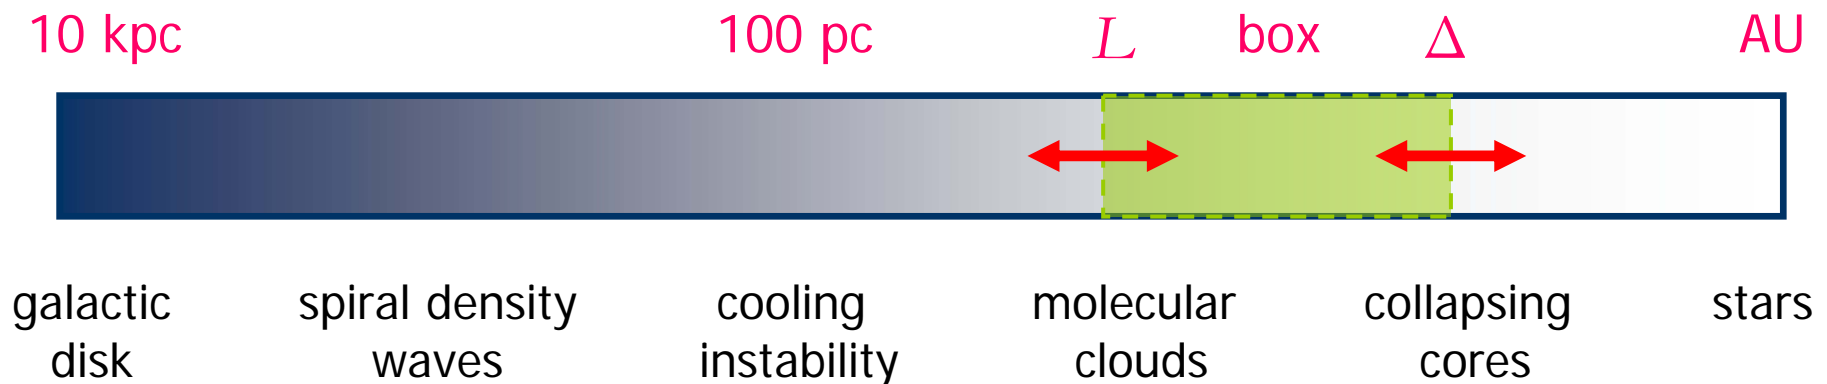 10 kpc 100 pc L box Δ AU
galactic spiral density cooling molecular collapsing stars
disk waves instability clouds cores